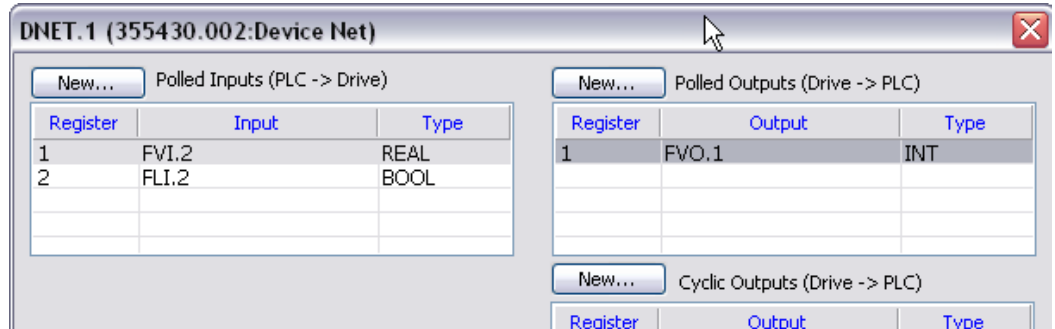 DNET.1 (355430.002:Device Net)
New... Polled Inputs (PLC -> Drive)
Register Input Type
1 FVI.2 REAL
2 FLI.2 BOOL
New... Polled Outputs (Drive -> PLC)
Register Output Type
1 FVO.1 INT
New... Cyclic Outputs (Drive -> PLC)
Register Output Type